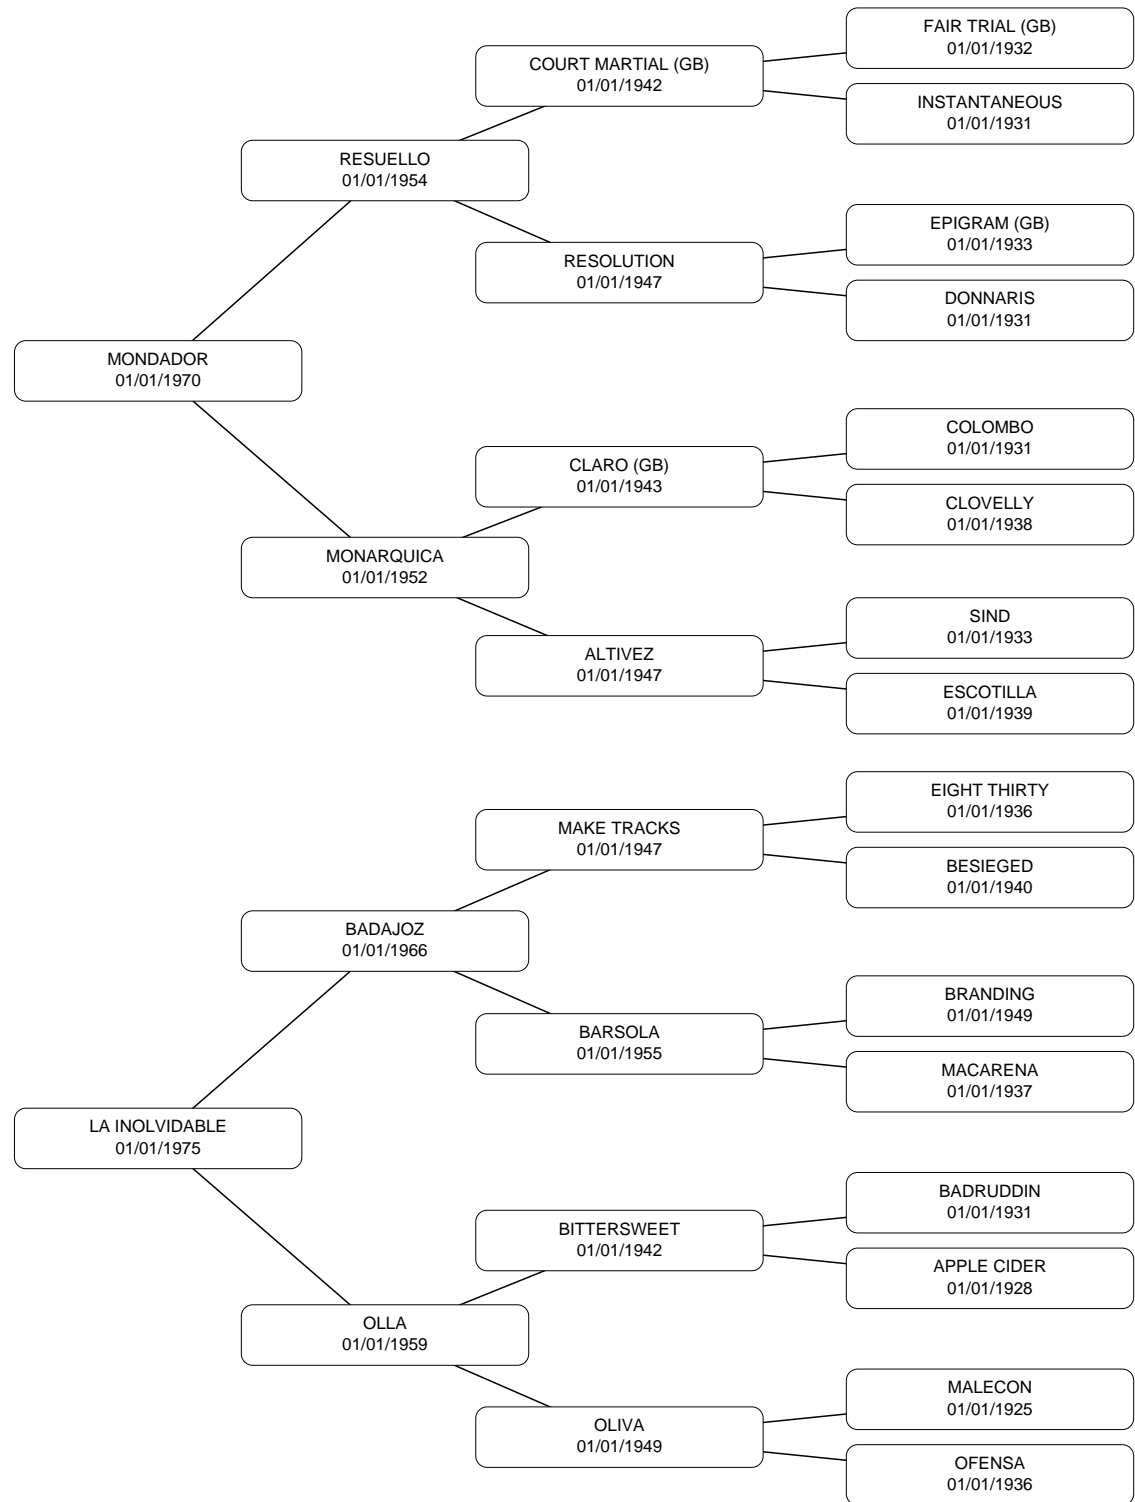 FAIR TRIAL (GB)
01/01/1932
COURT MARTIAL (GB)
01/01/1942
INSTANTANEOUS
01/01/1931
RESUELLO
01/01/1954
EPIGRAM (GB)
01/01/1933
RESOLUTION
01/01/1947
DONNARIS
01/01/1931
MONDADOR
01/01/1970
COLOMBO
01/01/1931
CLARO (GB)
01/01/1943
CLOVELLY
01/01/1938
MONARQUICA
01/01/1952
SIND
01/01/1933
ALTIVEZ
01/01/1947
ESCOTILLA
01/01/1939
EIGHT THIRTY
01/01/1936
MAKE TRACKS
01/01/1947
BESIEGED
01/01/1940
BADAJOZ
01/01/1966
BRANDING
01/01/1949
BARSOLA
01/01/1955
MACARENA
01/01/1937
LA INOLVIDABLE
01/01/1975
BADRUDDIN
01/01/1931
BITTERSWEET
01/01/1942
APPLE CIDER
01/01/1928
OLLA
01/01/1959
MALECON
01/01/1925
OLIVA
01/01/1949
OFENSA
01/01/1936